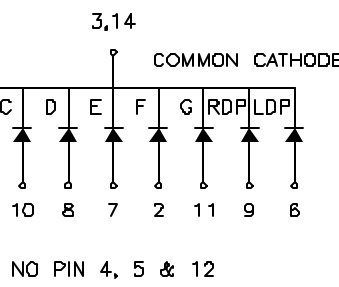 3,14
COMMON CATHODE
C D E F G RDP LDP
10 8 7 2 11 9 6
NO PIN 4, 5 & 12